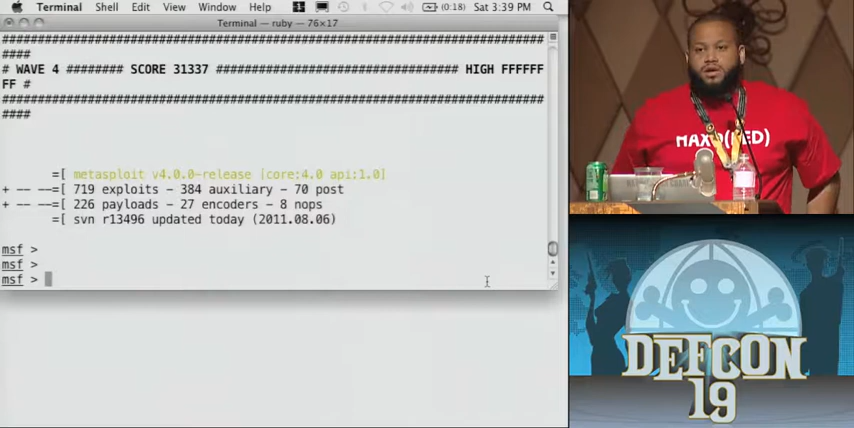 Terminal Shell Edit View Window Help (0:18) Sat 3:39 PM
Terminal — ruby — 76×17
############################################################################
####
# WAVE 4 ######## SCORE 31337 ################################## HIGH FFFFFF
FF #
############################################################################
####
=[ metasploit v4.0.0-release [core:4.0 api:1.0]
+ -- --=[ 719 exploits - 384 auxiliary - 70 post
+ -- --=[ 226 payloads - 27 encoders - 8 nops
=[ svn r13496 updated today (2011.08.06)
msf >
msf >
msf >
DEFCON
19